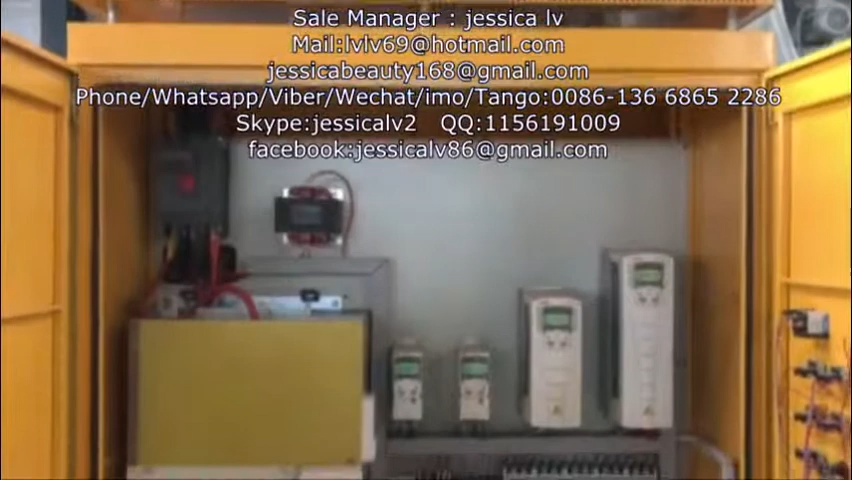 Sale Manager : jessica lv
Mail:lvlv69@hotmail.com
jessicabeauty168@gmail.com
Phone/Whatsapp/Viber/Wechat/imo/Tango:0086-136 6865 2286
Skype:jessicalv2 QQ:1156191009
facebook:jessicalv86@gmail.com